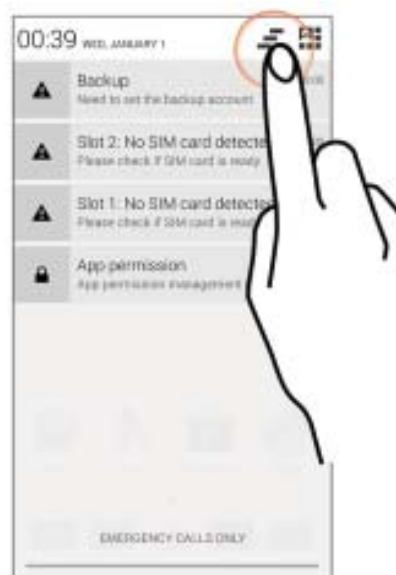 00:39 WED, JANUARY 1
Backup
Need to set the backup account
Slot 2: No SIM card detecte
Please check if SIM card is ready
Slot 1: No SIM card detecte
Please check if SIM card is
App permission
App permission management
EMERGENCY CALLS ONLY